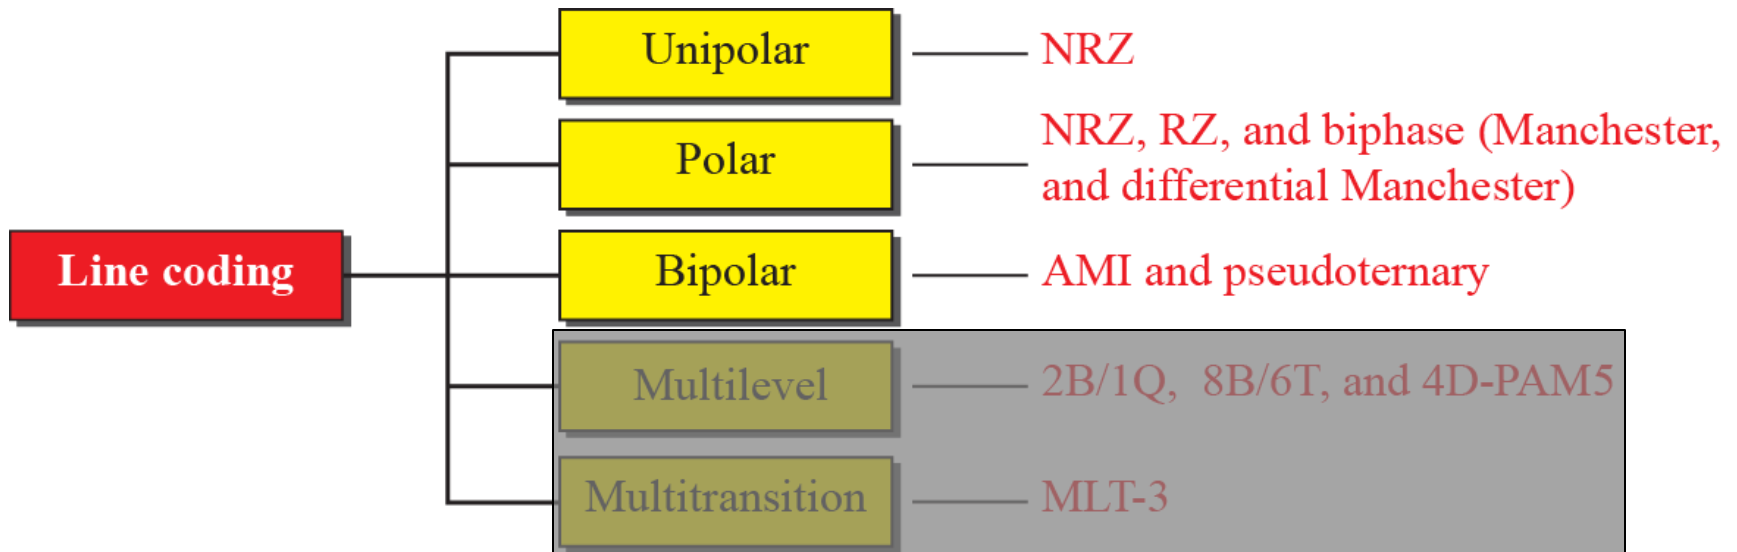 Unipolar
NRZ
Polar
NRZ, RZ, and biphase (Manchester,
and differential Manchester)
Line coding
Bipolar
AMI and pseudoternary
Multilevel
2B/1Q, 8B/6T, and 4D-PAM5
Multitransition
MLT-3